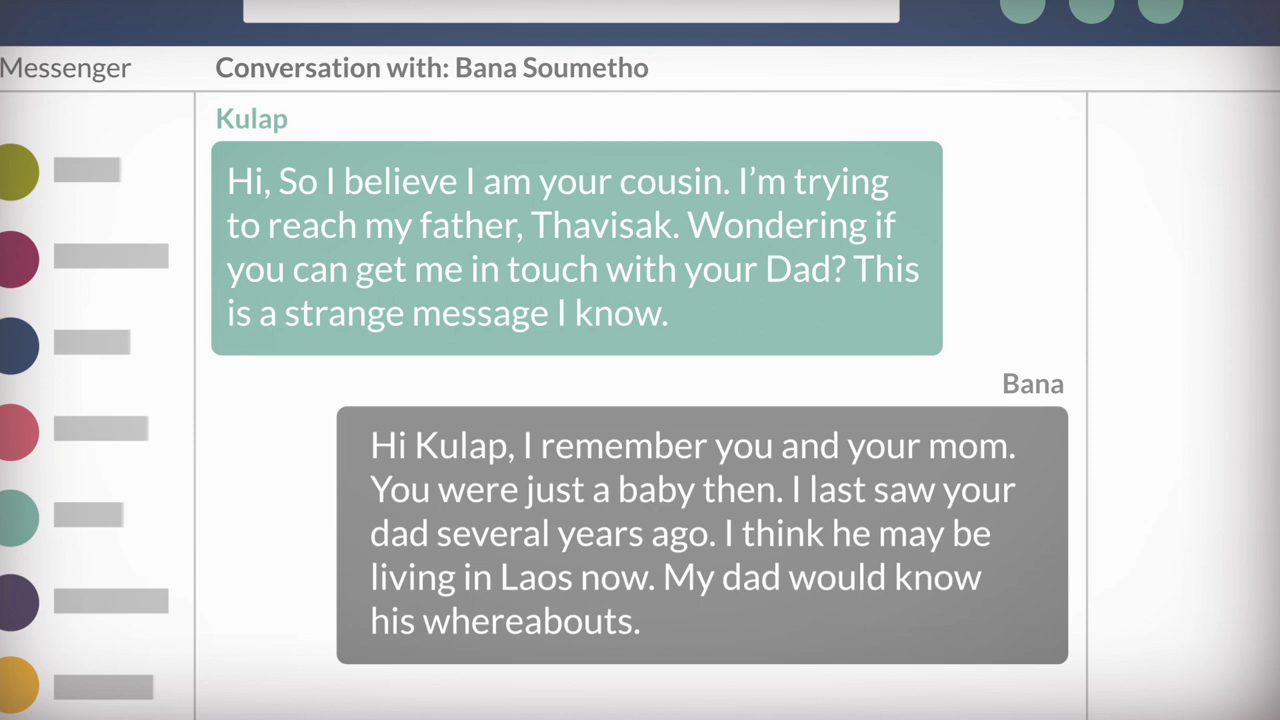 Messenger
Conversation with: Bana Soumetho
Kulap
Hi, So I believe I am your cousin. I’m trying
to reach my father, Thavisak. Wondering if
you can get me in touch with your Dad? This
is a strange message I know.
Bana
Hi Kulap, I remember you and your mom.
You were just a baby then. I last saw your
dad several years ago. I think he may be
living in Laos now. My dad would know
his whereabouts.